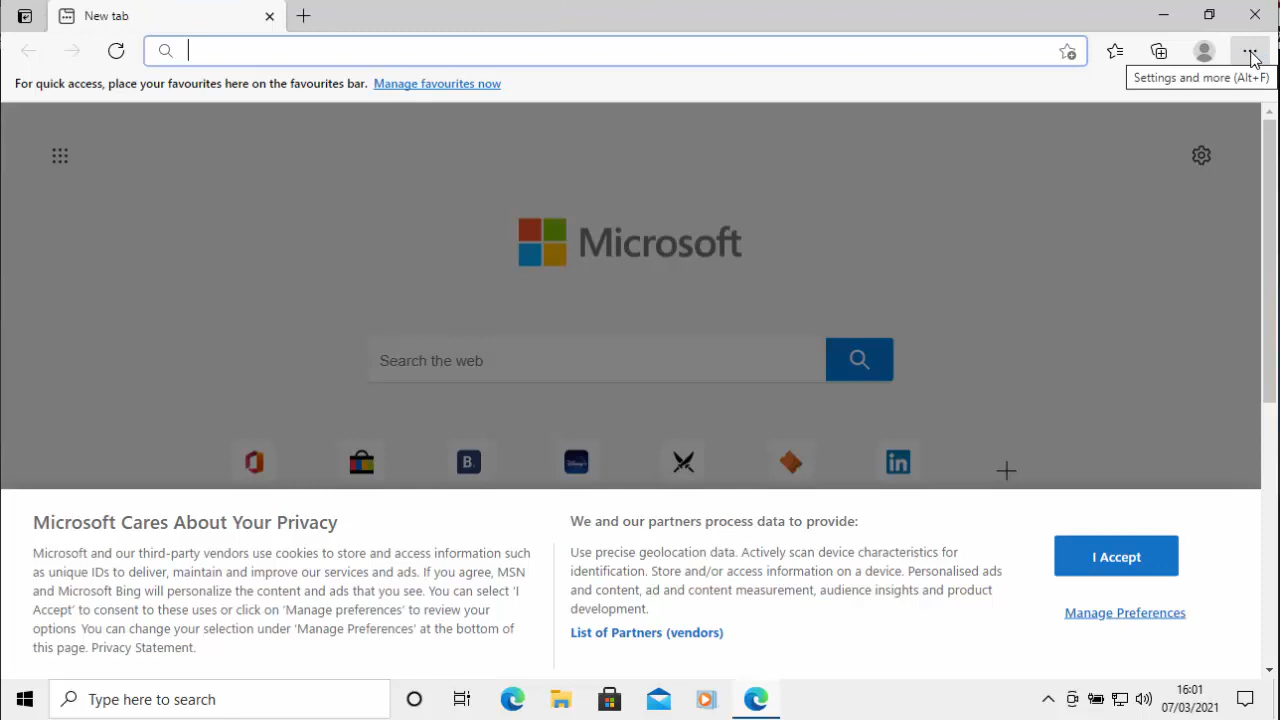 New tab
Settings and more (Alt+F)
For quick access, place your favourites here on the favourites bar. Manage favourites now
Microsoft
Search the web
B.
Disney+
in
Microsoft Cares About Your Privacy
Microsoft and our third-party vendors use cookies to store and access information such
as unique IDs to deliver, maintain and improve our services and ads. If you agree, MSN
and Microsoft Bing will personalize the content and ads that you see. You can select 'I
Accept' to consent to these uses or click on 'Manage preferences' to review your
options You can change your selection under 'Manage Preferences' at the bottom of
this page. Privacy Statement.
We and our partners process data to provide:
Use precise geolocation data. Actively scan device characteristics for
identification. Store and/or access information on a device. Personalised ads
and content, ad and content measurement, audience insights and product
development.
List of Partners (vendors)
I Accept
Manage Preferences
Type here to search
16:01
07/03/2021